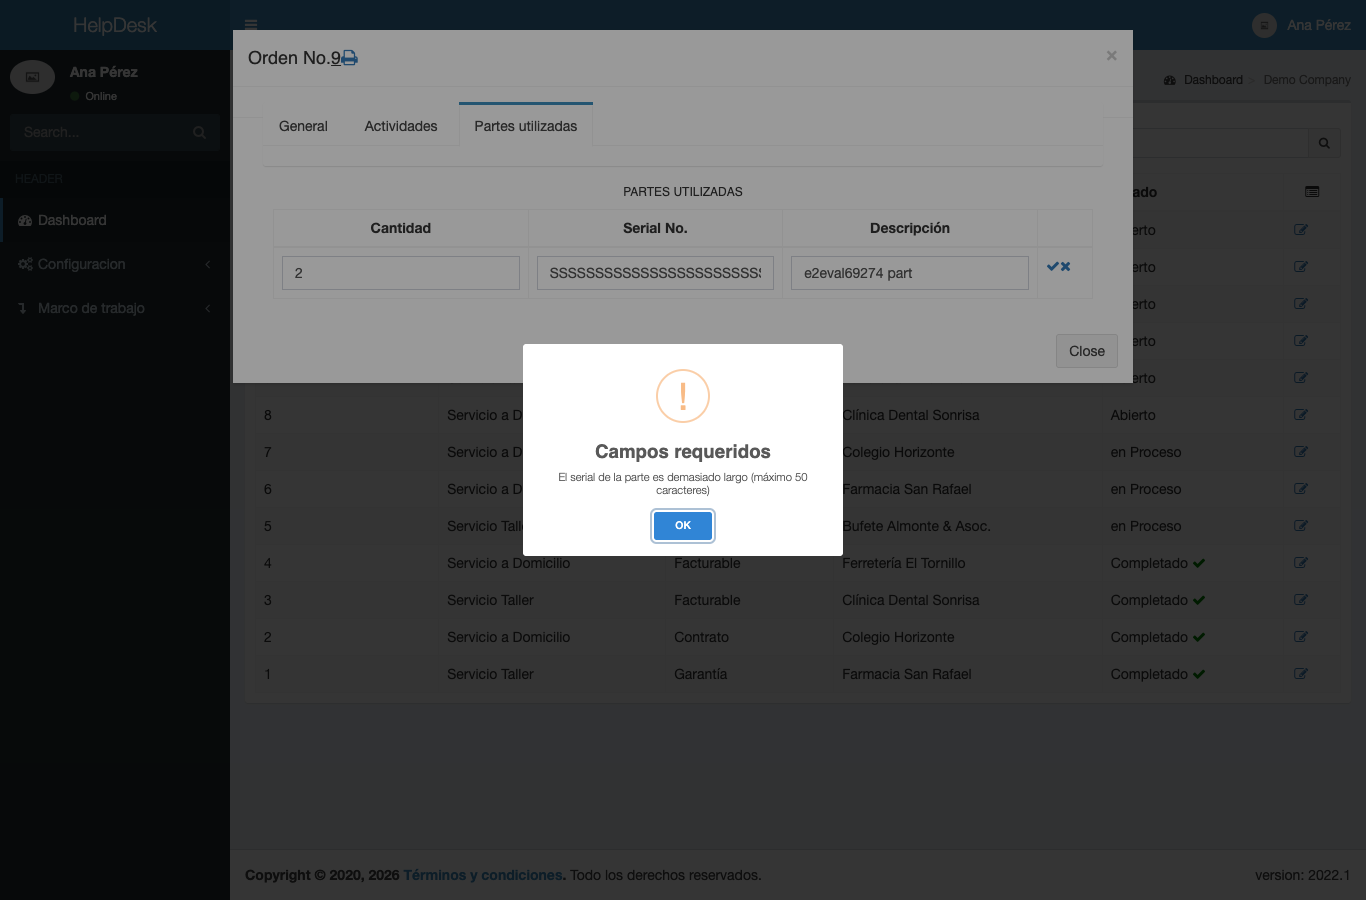 HelpDesk
Ana Pérez
Orden No.9
×
Ana Pérez
Online
Dashboard
Demo Company
Search...
General
Actividades
Partes utilizadas
HEADER
PARTES UTILIZADAS
Dashboard
Cantidad
Serial No.
Descripción
2
SSSSSSSSSSSSSSSSSSSSSSSS
e2eval69274 part
Configuracion
Marco de trabajo
Close
Campos requeridos
El serial de la parte es demasiado largo (máximo 50
caracteres)
OK
8 Servicio a D Clínica Dental Sonrisa Abierto
7 Servicio a D Colegio Horizonte en Proceso
6 Servicio a D Farmacia San Rafael en Proceso
5 Servicio Tall Bufete Almonte & Asoc. en Proceso
4 Servicio a Domicilio Facturable Ferretería El Tornillo Completado
3 Servicio Taller Facturable Clínica Dental Sonrisa Completado
2 Servicio a Domicilio Contrato Colegio Horizonte Completado
1 Servicio Taller Garantía Farmacia San Rafael Completado
Copyright © 2020, 2026 Términos y condiciones. Todo los derechos reservados.
version: 2022.1